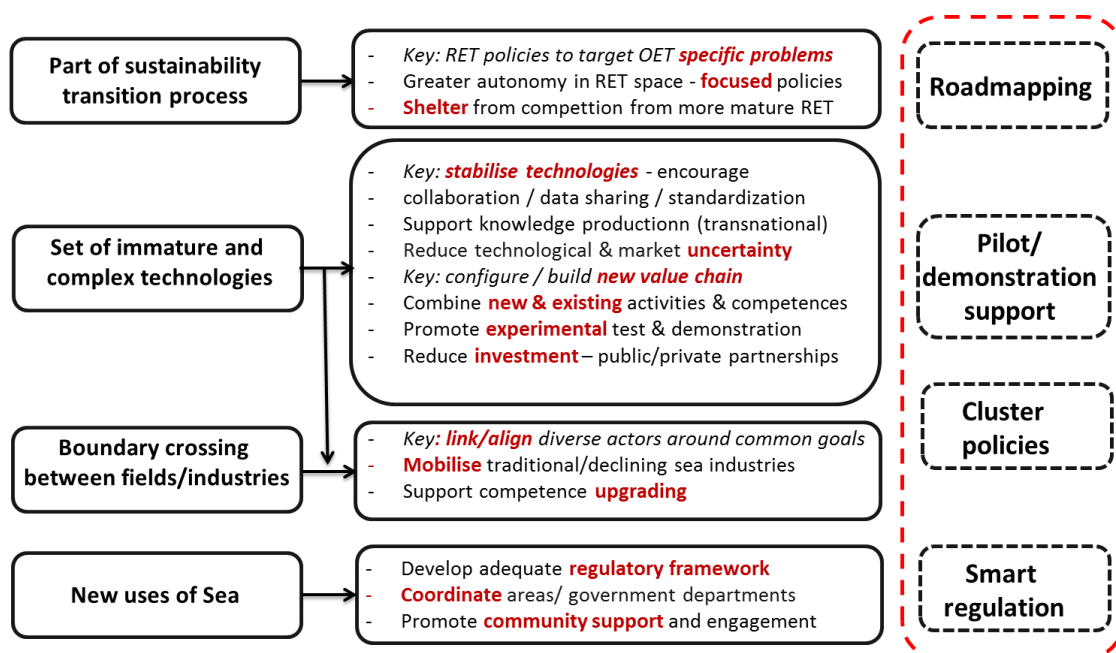 Part of sustainability
transition process
- Key: RET policies to target OET specific problems
- Greater autonomy in RET space - focused policies
- Shelter from compettion from more mature RET
Roadmapping
Set of immature and
complex technologies
- Key: stabilise technologies - encourage
- collaboration / data sharing / standardization
- Support knowledge productionn (transnational)
- Reduce technological & market uncertainty
- Key: configure / build new value chain
- Combine new & existing activities & competences
- Promote experimental test & demonstration
- Reduce investment – public/private partnerships
Pilot/
demonstration
support
Boundary crossing
between fields/industries
- Key: link/align diverse actors around common goals
- Mobilise traditional/declining sea industries
- Support competence upgrading
Cluster
policies
New uses of Sea
- Develop adequate regulatory framework
- Coordinate areas/ government departments
- Promote community support and engagement
Smart
regulation